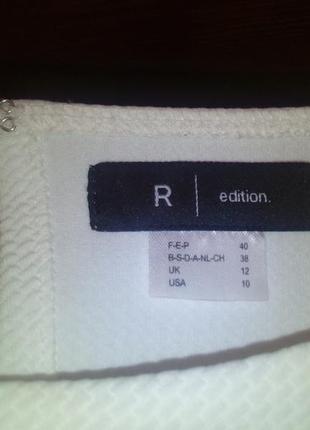 R | edition.
F-E-P 40
B-S-D-A-NL-CH 38
UK 12
USA 10